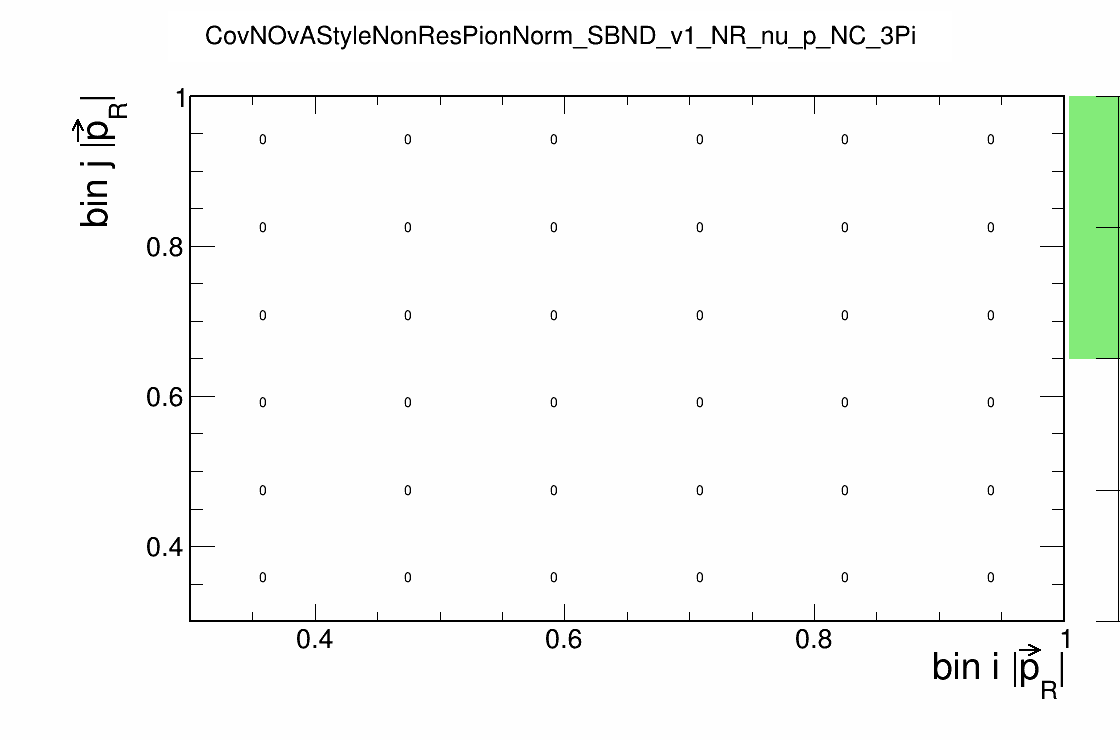 CovNOvAStyleNonResPionNorm_SBND_v1_NR_nu_p_NC_3Pi
bin j |p⃗_R|
1
0 0 0 0 0 0
0 0 0 0 0 0
0.8
0 0 0 0 0 0
0.6
0 0 0 0 0 0
0 0 0 0 0 0
0.4
0 0 0 0 0 0
0.4 0.6 0.8 1
bin i |p⃗_R|